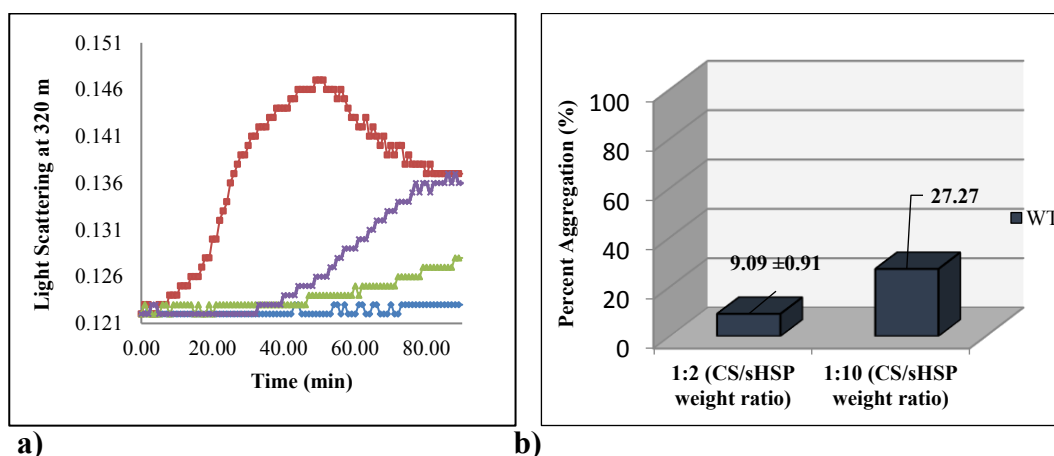 0.151
0.146
0.141
0.136
0.131
0.126
0.121
Light Scattering at 320 m
0.00 20.00 40.00 60.00 80.00
Time (min)
a)
100
80
60
40
20
0
Percent Aggregation (%)
9.09 ±0.91
27.27
WT
1:2 (CS/sHSP
weight ratio)
1:10 (CS/sHSP
weight ratio)
b)